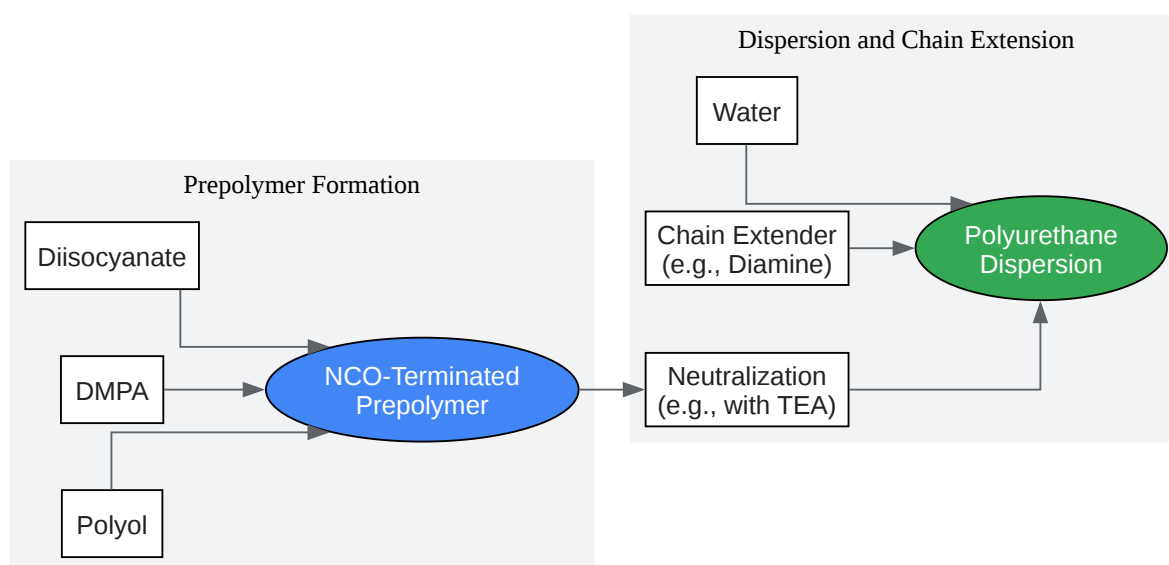 Prepolymer Formation
Diisocyanate
DMPA
Polyol
NCO-Terminated
Prepolymer
Dispersion and Chain Extension
Water
Chain Extender
(e.g., Diamine)
Neutralization
(e.g., with TEA)
Polyurethane
Dispersion